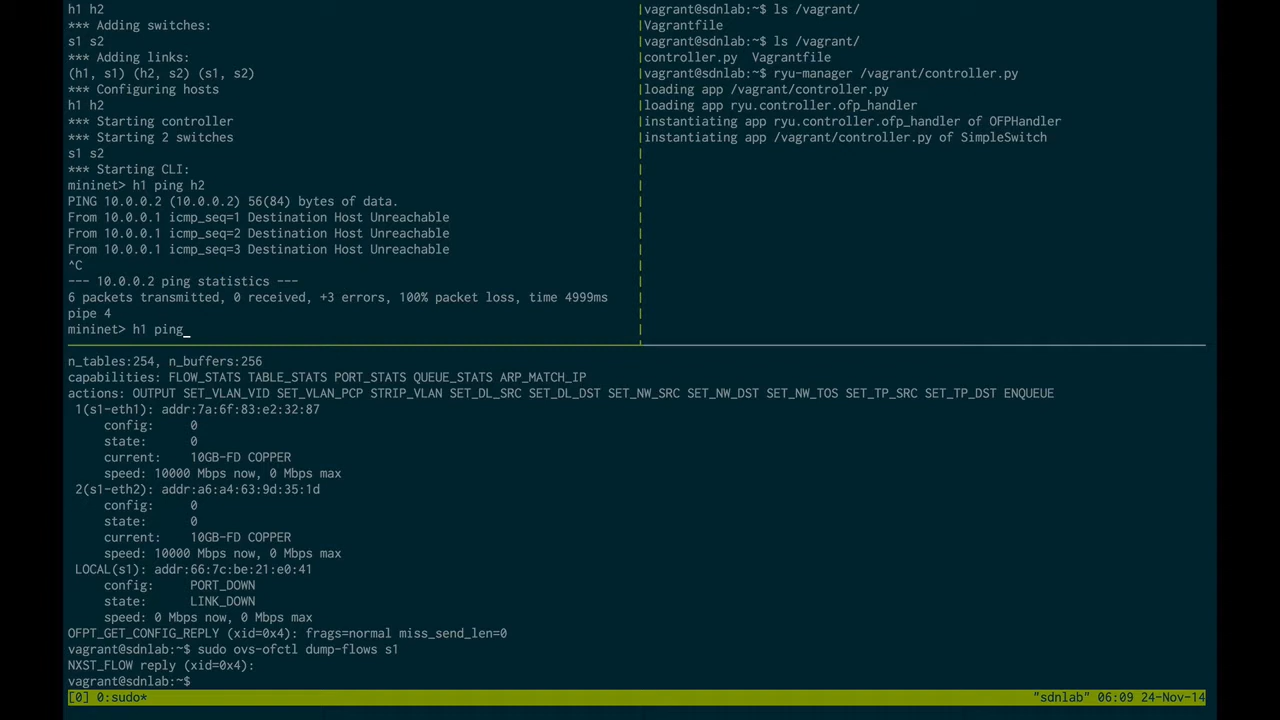 h1 h2
*** Adding switches:
s1 s2
*** Adding links:
(h1, s1) (h2, s2) (s1, s2)
*** Configuring hosts
h1 h2
*** Starting controller
*** Starting 2 switches
s1 s2
*** Starting CLI:
mininet> h1 ping h2
PING 10.0.0.2 (10.0.0.2) 56(84) bytes of data.
From 10.0.0.1 icmp_seq=1 Destination Host Unreachable
From 10.0.0.1 icmp_seq=2 Destination Host Unreachable
From 10.0.0.1 icmp_seq=3 Destination Host Unreachable
^C
--- 10.0.0.2 ping statistics ---
6 packets transmitted, 0 received, +3 errors, 100% packet loss, time 4999ms
pipe 4
mininet> h1 ping_
vagrant@sdnlab:~$ ls /vagrant/
Vagrantfile
vagrant@sdnlab:~$ ls /vagrant/
controller.py  Vagrantfile
vagrant@sdnlab:~$ ryu-manager /vagrant/controller.py
loading app /vagrant/controller.py
loading app ryu.controller.ofp_handler
instantiating app ryu.controller.ofp_handler of OFPHandler
instantiating app /vagrant/controller.py of SimpleSwitch
n_tables:254, n_buffers:256
capabilities: FLOW_STATS TABLE_STATS PORT_STATS QUEUE_STATS ARP_MATCH_IP
actions: OUTPUT SET_VLAN_VID SET_VLAN_PCP STRIP_VLAN SET_DL_SRC SET_DL_DST SET_NW_SRC SET_NW_DST SET_NW_TOS SET_TP_SRC SET_TP_DST ENQUEUE
 1(s1-eth1): addr:7a:6f:83:e2:32:87
     config:     0
     state:      0
     current:    10GB-FD COPPER
     speed: 10000 Mbps now, 0 Mbps max
 2(s1-eth2): addr:a6:a4:63:9d:35:1d
     config:     0
     state:      0
     current:    10GB-FD COPPER
     speed: 10000 Mbps now, 0 Mbps max
 LOCAL(s1): addr:66:7c:be:21:e0:41
     config:     PORT_DOWN
     state:      LINK_DOWN
     speed: 0 Mbps now, 0 Mbps max
OFPT_GET_CONFIG_REPLY (xid=0x4): frags=normal miss_send_len=0
vagrant@sdnlab:~$ sudo ovs-ofctl dump-flows s1
NXST_FLOW reply (xid=0x4):
vagrant@sdnlab:~$
[0] 0:sudo*
"sdnlab" 06:09 24-Nov-14